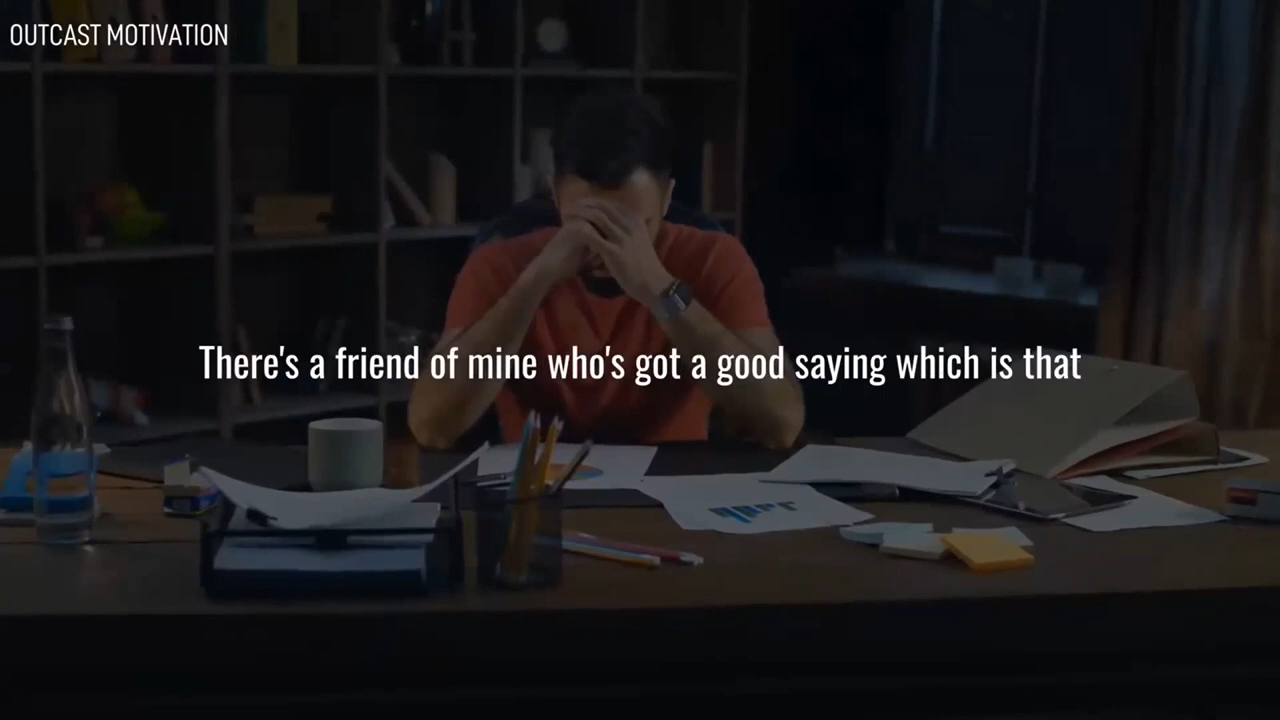 OUTCAST MOTIVATION
There's a friend of mine who's got a good saying which is that